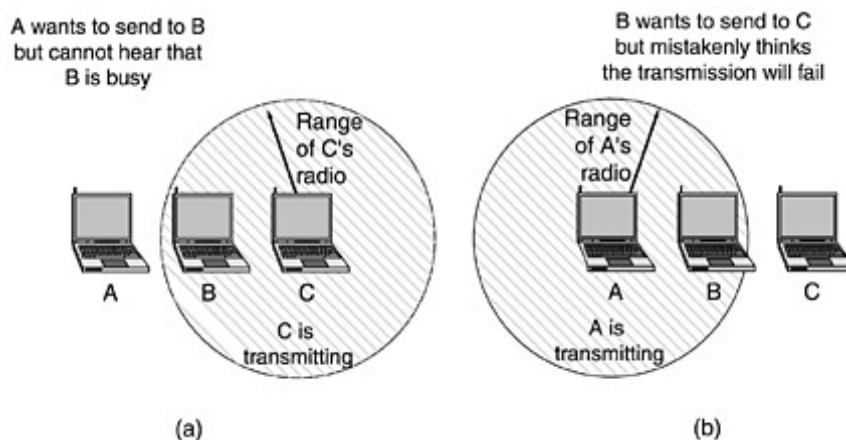 A wants to send to B
but cannot hear that
B is busy
Range
of C's
radio
A
B
C
C is
transmitting
(a)
B wants to send to C
but mistakenly thinks
the transmission will fail
Range
of A's
radio
A
B
C
A is
transmitting
(b)